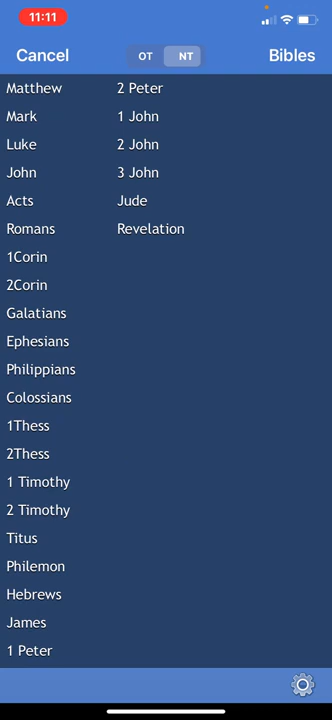 11:11
Cancel
OT
NT
Bibles
Matthew
Mark
Luke
John
Acts
Romans
1Corin
2Corin
Galatians
Ephesians
Philippians
Colossians
1Thess
2Thess
1 Timothy
2 Timothy
Titus
Philemon
Hebrews
James
1 Peter
2 Peter
1 John
2 John
3 John
Jude
Revelation